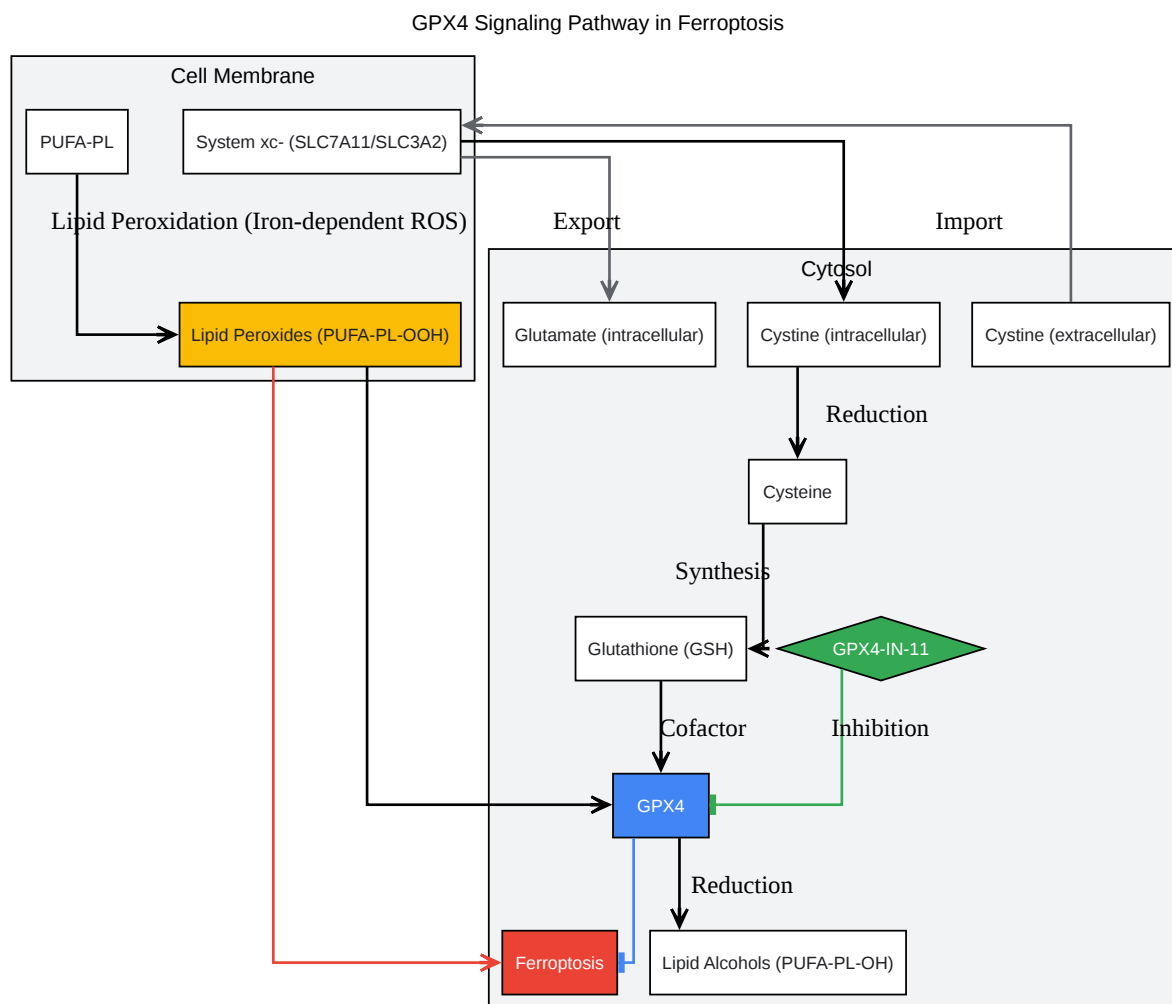 GPX4 Signaling Pathway in Ferroptosis
Cell Membrane
PUFA-PL
System xc- (SLC7A11/SLC3A2)
Lipid Peroxidation (Iron-dependent ROS)
Export
Import
Cytosol
Lipid Peroxides (PUFA-PL-OOH)
Glutamate (intracellular)
Cystine (intracellular)
Cystine (extracellular)
Reduction
Cysteine
Synthesis
Glutathione (GSH)
GPX4-IN-11
Cofactor
Inhibition
GPX4
Reduction
Ferroptosis
Lipid Alcohols (PUFA-PL-OH)